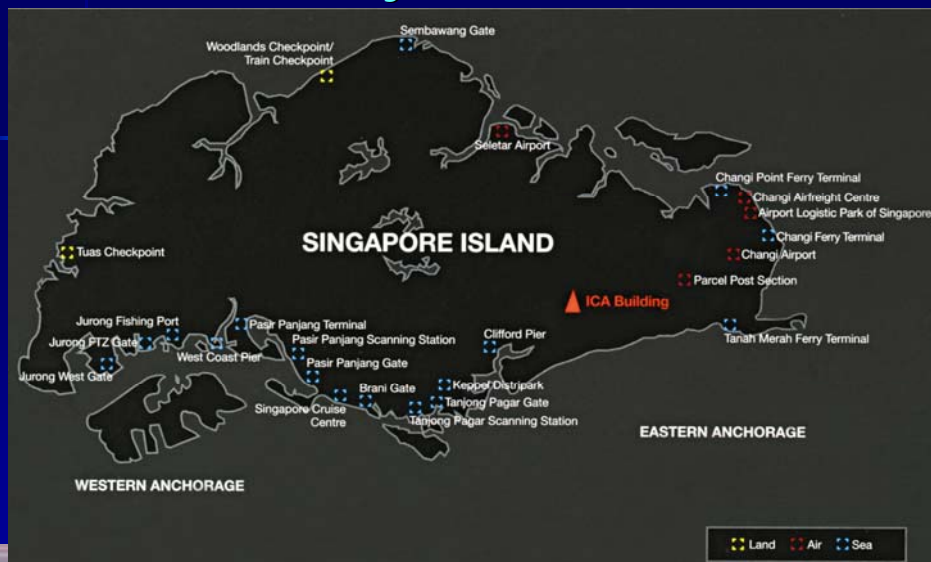 Sembawang Gate
Woodlands Checkpoint/
Train Checkpoint
Seletar Airport
Changi Point Ferry Terminal
Changi Airfreight Centre
Airport Logistic Park of Singapore
Changi Ferry Terminal
SINGAPORE ISLAND
Tuas Checkpoint
Changi Airport
Parcel Post Section
ICA Building
Jurong Fishing Port
Pasir Panjang Terminal
Clifford Pier
Tanah Merah Ferry Terminal
Jurong FTZ Gate
Pasir Panjang Scanning Station
West Coast Pier
Jurong West Gate
Pasir Panjang Gate
Brani Gate
Keppel Distripark
Singapore Cruise
Centre
Tanjong Pagar Gate
Tanjong Pagar Scanning Station
EASTERN ANCHORAGE
WESTERN ANCHORAGE
Land
Air
Sea